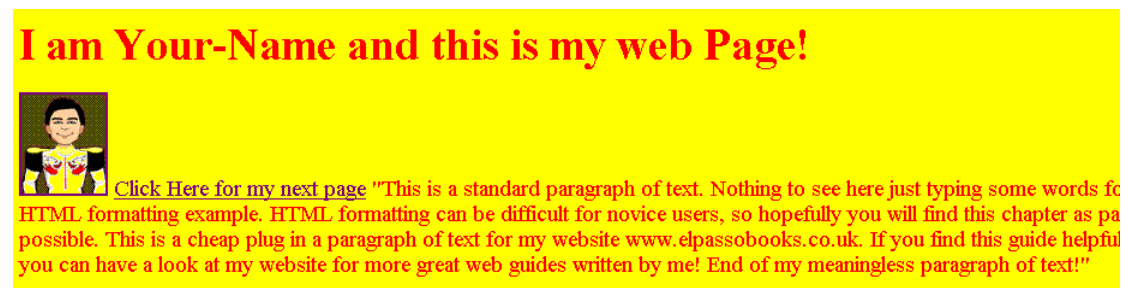 I am Your-Name and this is my web Page!
Click Here for my next page "This is a standard paragraph of text. Nothing to see here just typing some words fo
HTML formatting example. HTML formatting can be difficult for novice users, so hopefully you will find this chapter as pa
possible. This is a cheap plug in a paragraph of text for my website www.elpassobooks.co.uk. If you find this guide helpful
you can have a look at my website for more great web guides written by me! End of my meaningless paragraph of text!"